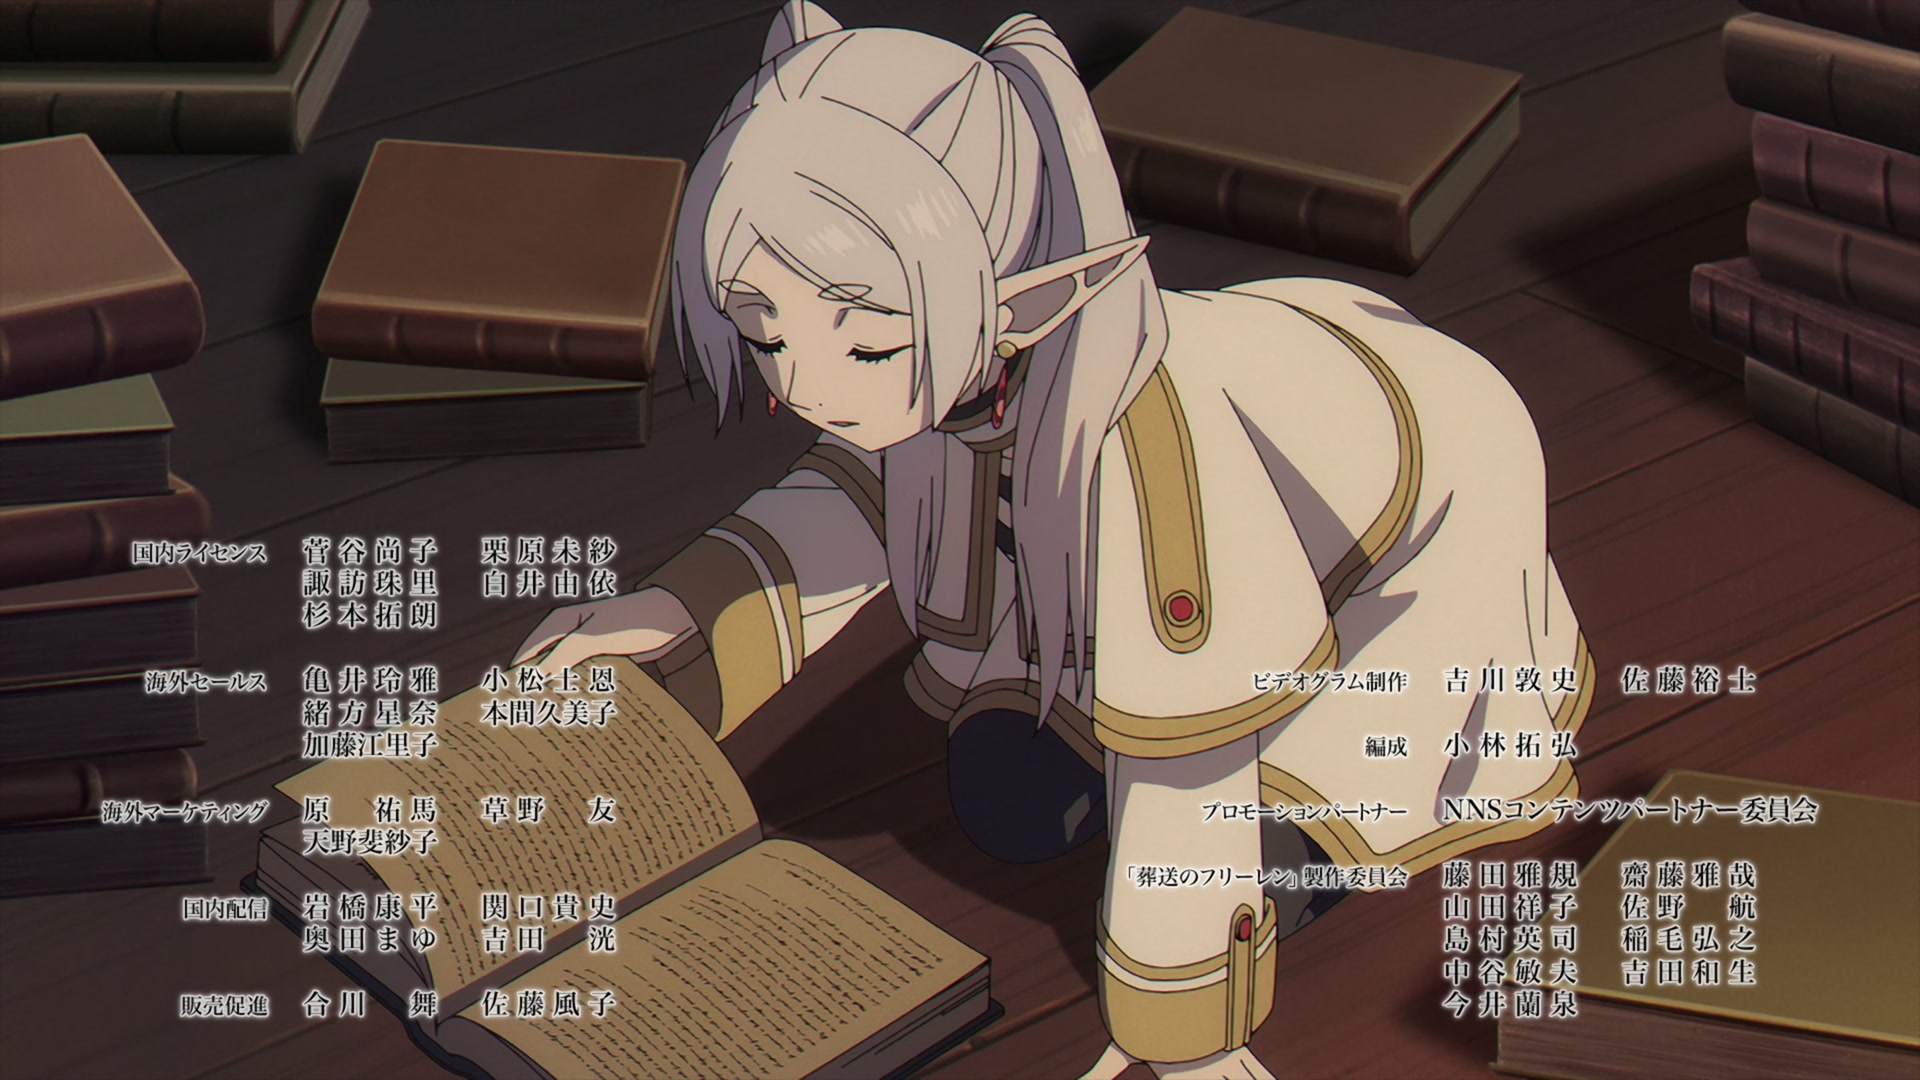 国内ライセンス 菅谷尚子 栗原未紗
諏訪珠里 白井由依
杉本拓朗
海外セールス 亀井玲雅 小松士恩
緒方星奈 本間久美子
加藤江里子
海外マーケティング 原祐馬 草野友
天野斐紗子
国内配信 岩橋康平 関口貴史
奥田まゆ 吉田洸
販売促進 合川舞 佐藤風子
ビデオグラム制作 吉川敦史 佐藤裕士
編成 小林拓弘
プロモーションパートナー NNSコンテンツパートナー委員会
「葬送のフリーレン」製作委員会 藤田雅規 齋藤雅哉
山田祥子 佐野航
島村英司 稲毛弘之
中谷敏夫 吉田和生
今井蘭泉